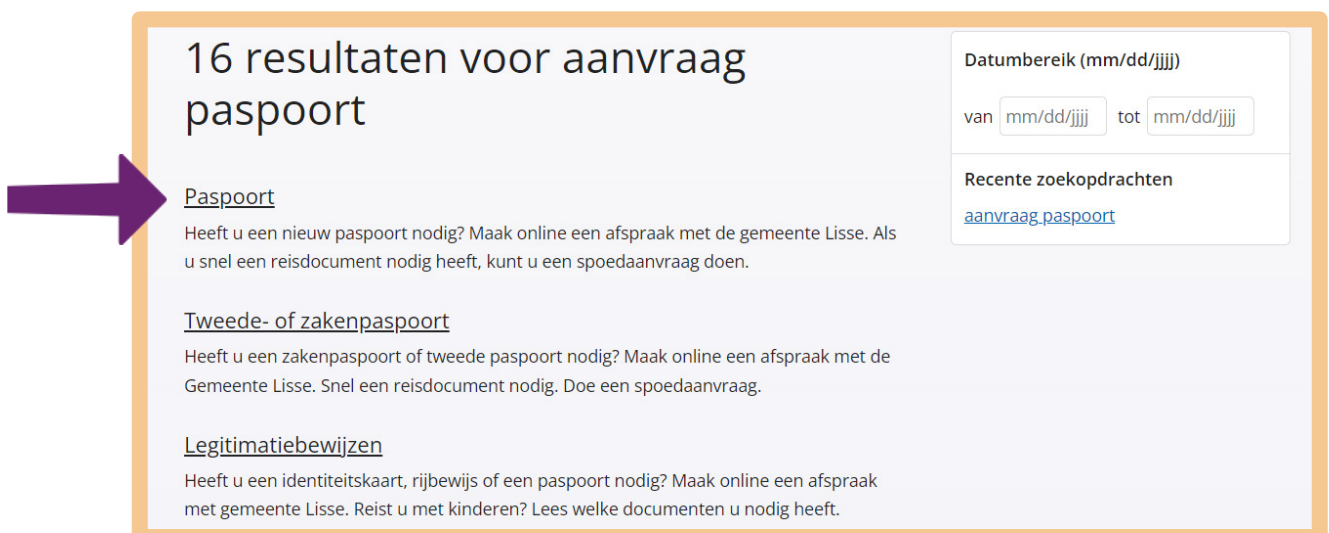 16 resultaten voor aanvraag
paspoort
Paspoort
Heeft u een nieuw paspoort nodig? Maak online een afspraak met de gemeente Lisse. Als
u snel een reisdocument nodig heeft, kunt u een spoedaanvraag doen.
Tweede- of zakenpaspoort
Heeft u een zakenpaspoort of tweede paspoort nodig? Maak online een afspraak met de
Gemeente Lisse. Snel een reisdocument nodig. Doe een spoedaanvraag.
Legitimatiebewijzen
Heeft u een identiteitskaart, rijbewijs of een paspoort nodig? Maak online een afspraak
met gemeente Lisse. Reist u met kinderen? Lees welke documenten u nodig heeft.
Datumbereik (mm/dd/jjjj)
van mm/dd/jjjj tot mm/dd/jjjj
Recente zoekopdrachten
aanvraag paspoort